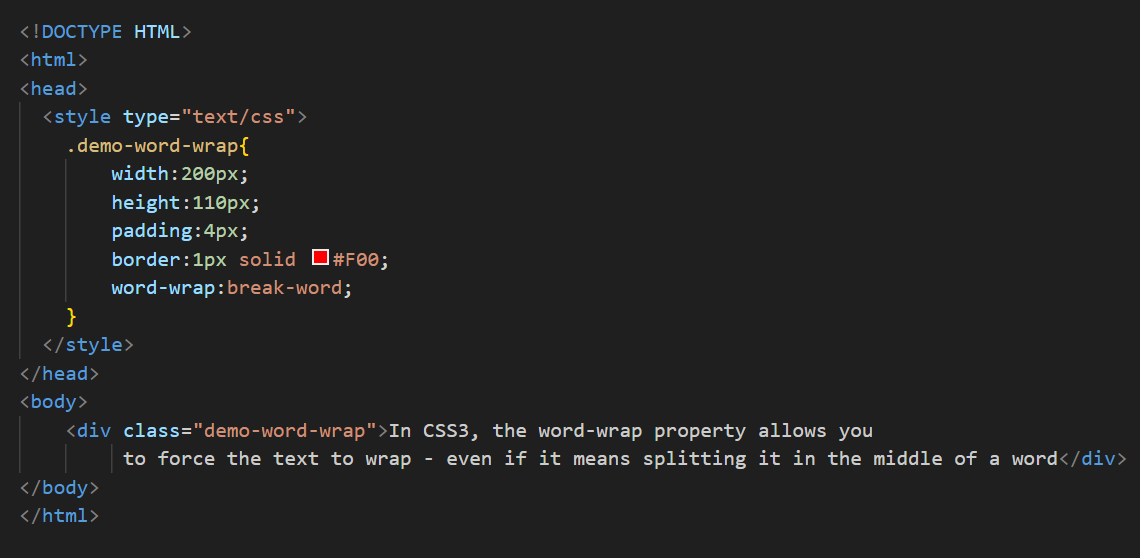 <!DOCTYPE HTML>
<html>
<head>
  <style type="text/css">
    .demo-word-wrap{
        width:200px;
        height:110px;
        padding:4px;
        border:1px solid #F00;
        word-wrap:break-word;
    }
  </style>
</head>
<body>
    <div class="demo-word-wrap">In CSS3, the word-wrap property allows you
         to force the text to wrap - even if it means splitting it in the middle of a word</div>
</body>
</html>